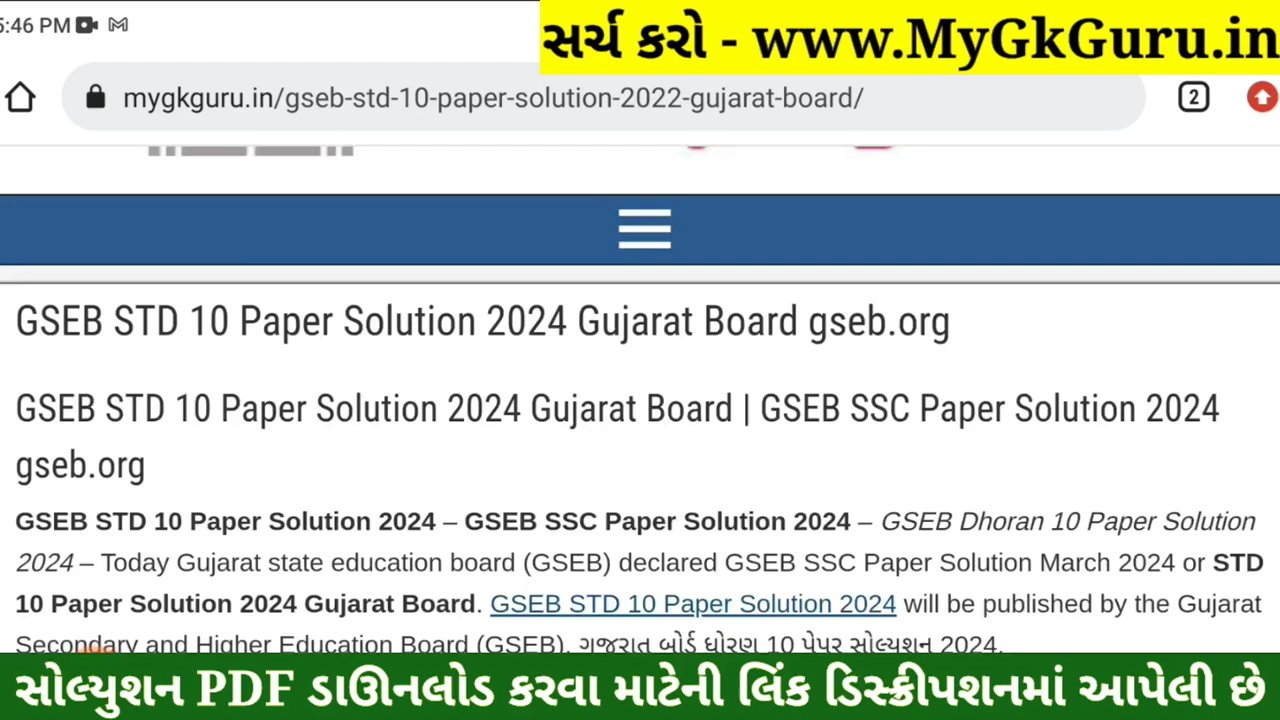 5:46 PM
સર્ચ કરો - www.MyGkGuru.in
mygkguru.in/gseb-std-10-paper-solution-2022-gujarat-board/
2
GSEB STD 10 Paper Solution 2024 Gujarat Board gseb.org
GSEB STD 10 Paper Solution 2024 Gujarat Board | GSEB SSC Paper Solution 2024
gseb.org
GSEB STD 10 Paper Solution 2024 – GSEB SSC Paper Solution 2024 – GSEB Dhoran 10 Paper Solution
2024 – Today Gujarat state education board (GSEB) declared GSEB SSC Paper Solution March 2024 or STD
10 Paper Solution 2024 Gujarat Board. GSEB STD 10 Paper Solution 2024 will be published by the Gujarat
Secondary and Higher Education Board (GSEB). ગુજરાત બોર્ડ ધોરણ 10 પેપર સોલ્યુશન 2024.
સોલ્યુશન PDF ડાઊનલોડ કરવા માટેની લિંક ડિસ્ક્રીપશનમાં આપેલી છે